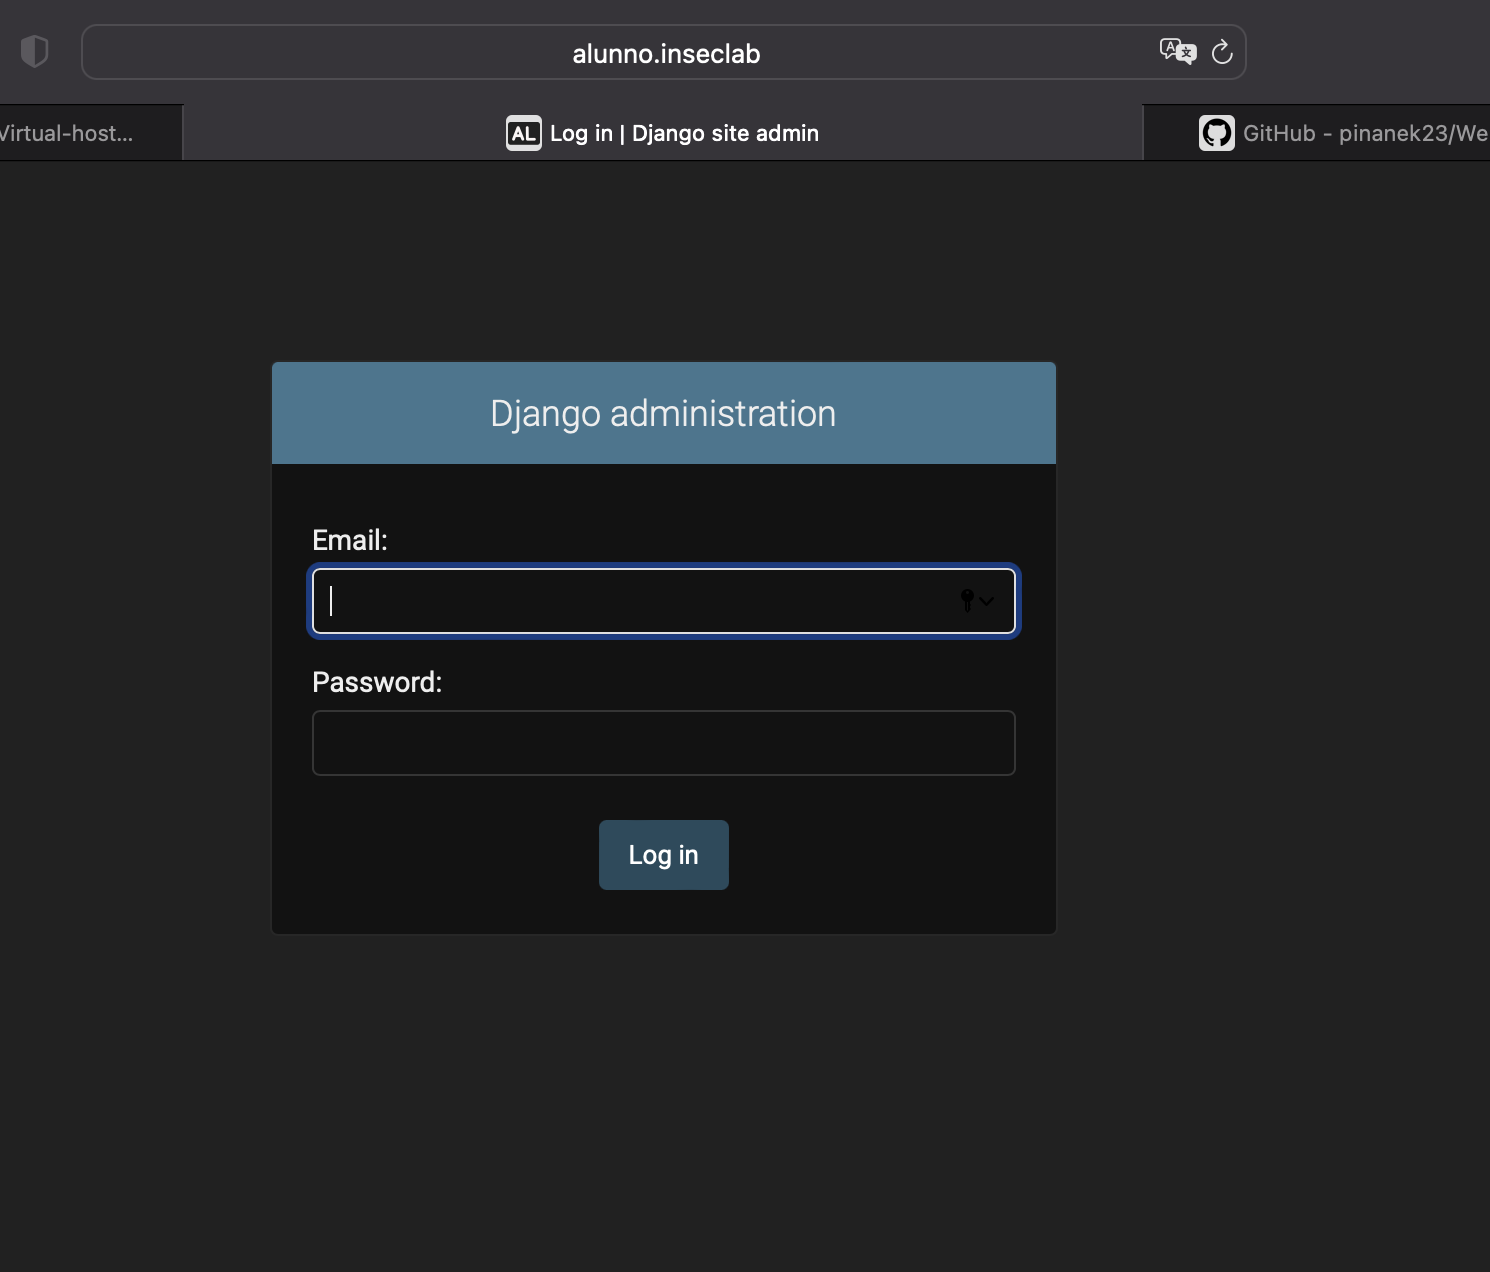 alunno.inseclab
Virtual-host...
AL Log in | Django site admin
GitHub - pinanek23/We
Django administration
Email:
Password:
Log in